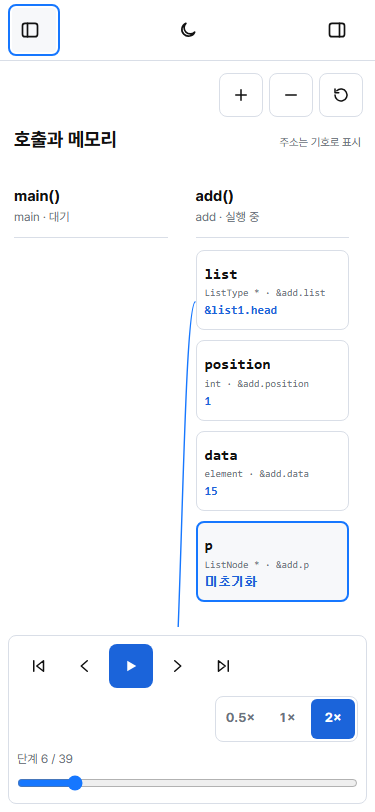 호출과 메모리
주소는 기호로 표시
main()
main · 대기
add()
add · 실행 중
list
ListType * · &add.list
&list1.head
position
int · &add.position
1
data
element · &add.data
15
p
ListNode * · &add.p
미초기화
0.5× 1× 2×
단계 6 / 39